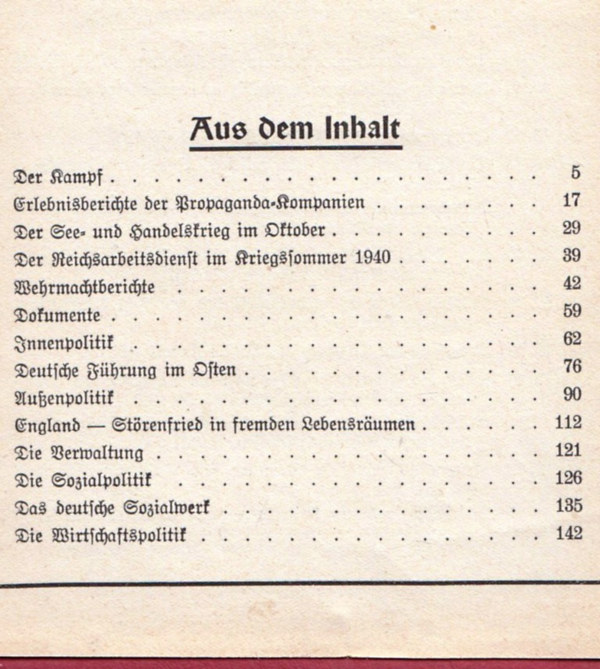 Aus dem Inhalt
Der Kampf . . . . . . . . . . . . . . . . . . 5
Erlebnisberichte der Propaganda-Kompanien . . . . . . . 17
Der See- und Handelskrieg im Oktober . . . . . . . . . 29
Der Reichsarbeitsdienst im Kriegssommer 1940 . . . . . . 39
Wehrmachtberichte . . . . . . . . . . . . . . . 42
Dokumente . . . . . . . . . . . . . . . . . . 59
Innenpolitik . . . . . . . . . . . . . . . . . 62
Deutsche Führung im Osten . . . . . . . . . . . . 76
Außenpolitik . . . . . . . . . . . . . . . . . 90
England — Störenfried in fremden Lebensräumen . . . . . 112
Die Verwaltung . . . . . . . . . . . . . . . . 121
Die Sozialpolitik . . . . . . . . . . . . . . . 126
Das deutsche Sozialwerk . . . . . . . . . . . . . 135
Die Wirtschaftspolitik . . . . . . . . . . . . . . 142